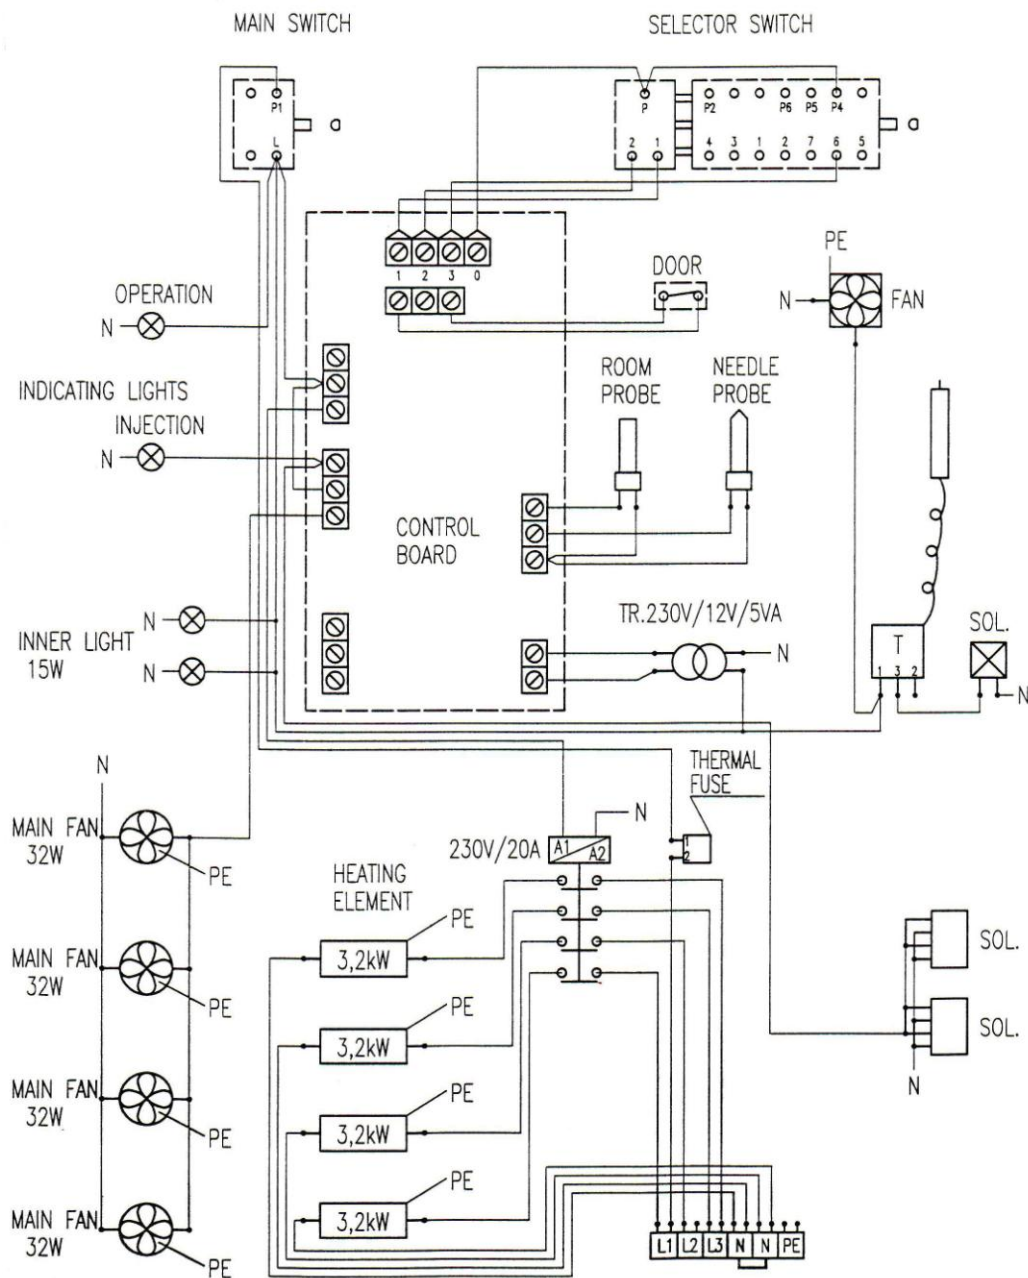 MAIN SWITCH
SELECTOR SWITCH
P1
L
P
2 1
P2 P6 P5 P4
4 3 1 2 7 6 5
1 2 3 0
DOOR
PE
N
FAN
OPERATION
N
INDICATING LIGHTS
INJECTION
N
ROOM
PROBE
NEEDLE
PROBE
CONTROL
BOARD
TR.230V/12V/5VA
N
N
INNER LIGHT
15W
N
T
1 3 2
SOL.
N
N
MAIN FAN
32W
PE
MAIN FAN
32W
PE
MAIN FAN
32W
PE
MAIN FAN
32W
PE
THERMAL
FUSE
1
2
230V/20A
A1
A2
N
HEATING
ELEMENT
PE
3,2kW
PE
3,2kW
PE
3,2kW
PE
3,2kW
SOL.
SOL.
N
L1 L2 L3 N N PE